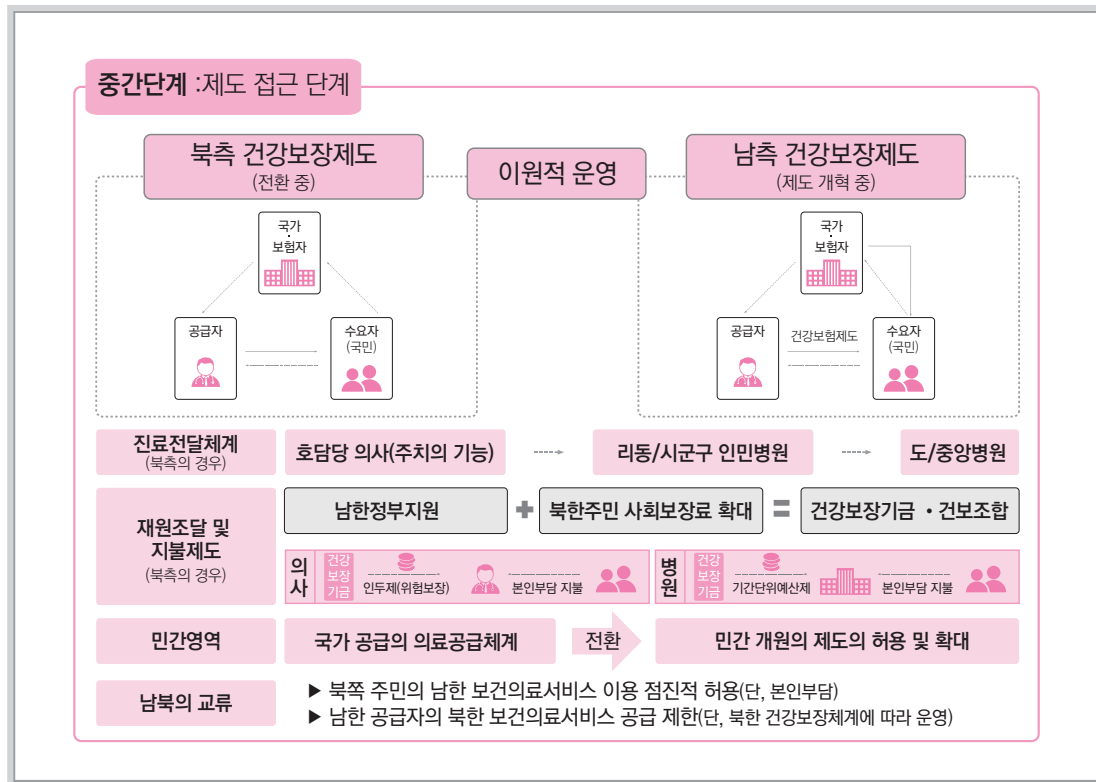 중간단계 :제도 접근 단계
북측 건강보장제도
(전환 중)
이원적 운영
남측 건강보장제도
(제도 개혁 중)
국가
·
보험자
공급자
수요자
(국민)
국가
·
보험자
공급자
건강보험제도
수요자
(국민)
진료전달체계
(북측의 경우)
호담당 의사(주치의 기능)
리동/시군구 인민병원
도/중앙병원
재원조달 및
지불제도
(북측의 경우)
남한정부지원
+
북한주민 사회보장료 확대
=
건강보장기금 · 건보조합
의사
건강
보장
기금
인두제(위험보장)
본인부담 지불
병원
건강
보장
기금
기간단위예산제
본인부담 지불
민간영역
국가 공급의 의료공급체계
전환
민간 개원의 제도의 허용 및 확대
남북의 교류
▶ 북쪽 주민의 남한 보건의료서비스 이용 점진적 허용(단, 본인부담)
▶ 남한 공급자의 북한 보건의료서비스 공급 제한(단, 북한 건강보장체계에 따라 운영)